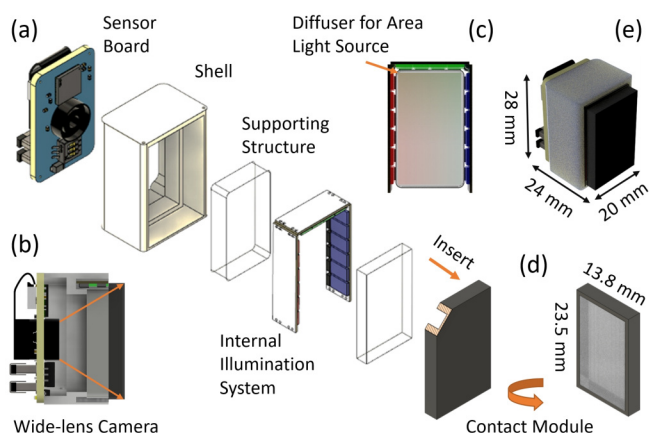 (a)
Sensor
Board
Shell
Supporting
Structure
Diffuser for Area
Light Source
(c)
(e)
28 mm
24 mm
20 mm
(b)
Wide-lens Camera
Internal
Illumination
System
Insert
(d)
13.8 mm
23.5 mm
Contact Module